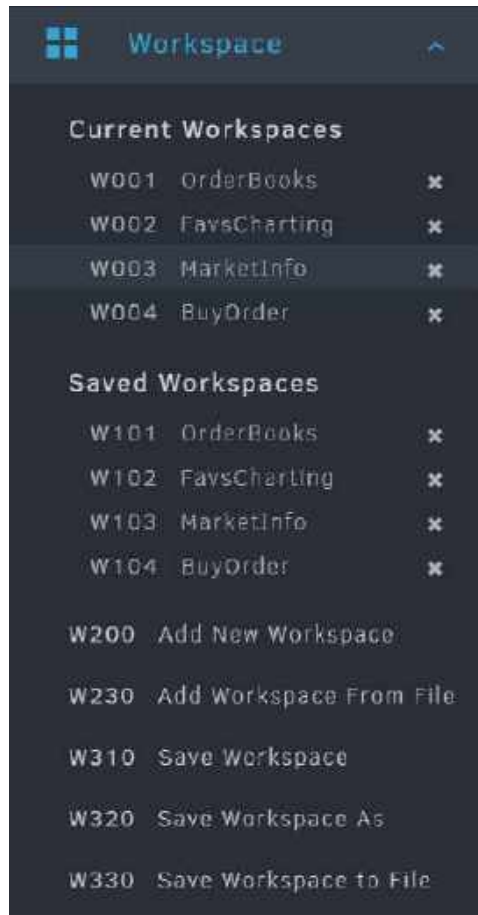 Workspace
Current Workspaces
W001 OrderBooks
W002 FavsCharting
W003 MarketInfo
W004 BuyOrder
Saved Workspaces
W101 OrderBooks
W102 FavsCharting
W103 MarketInfo
W104 BuyOrder
W200 Add New Workspace
W230 Add Workspace From File
W310 Save Workspace
W320 Save Workspace As
W330 Save Workspace to File